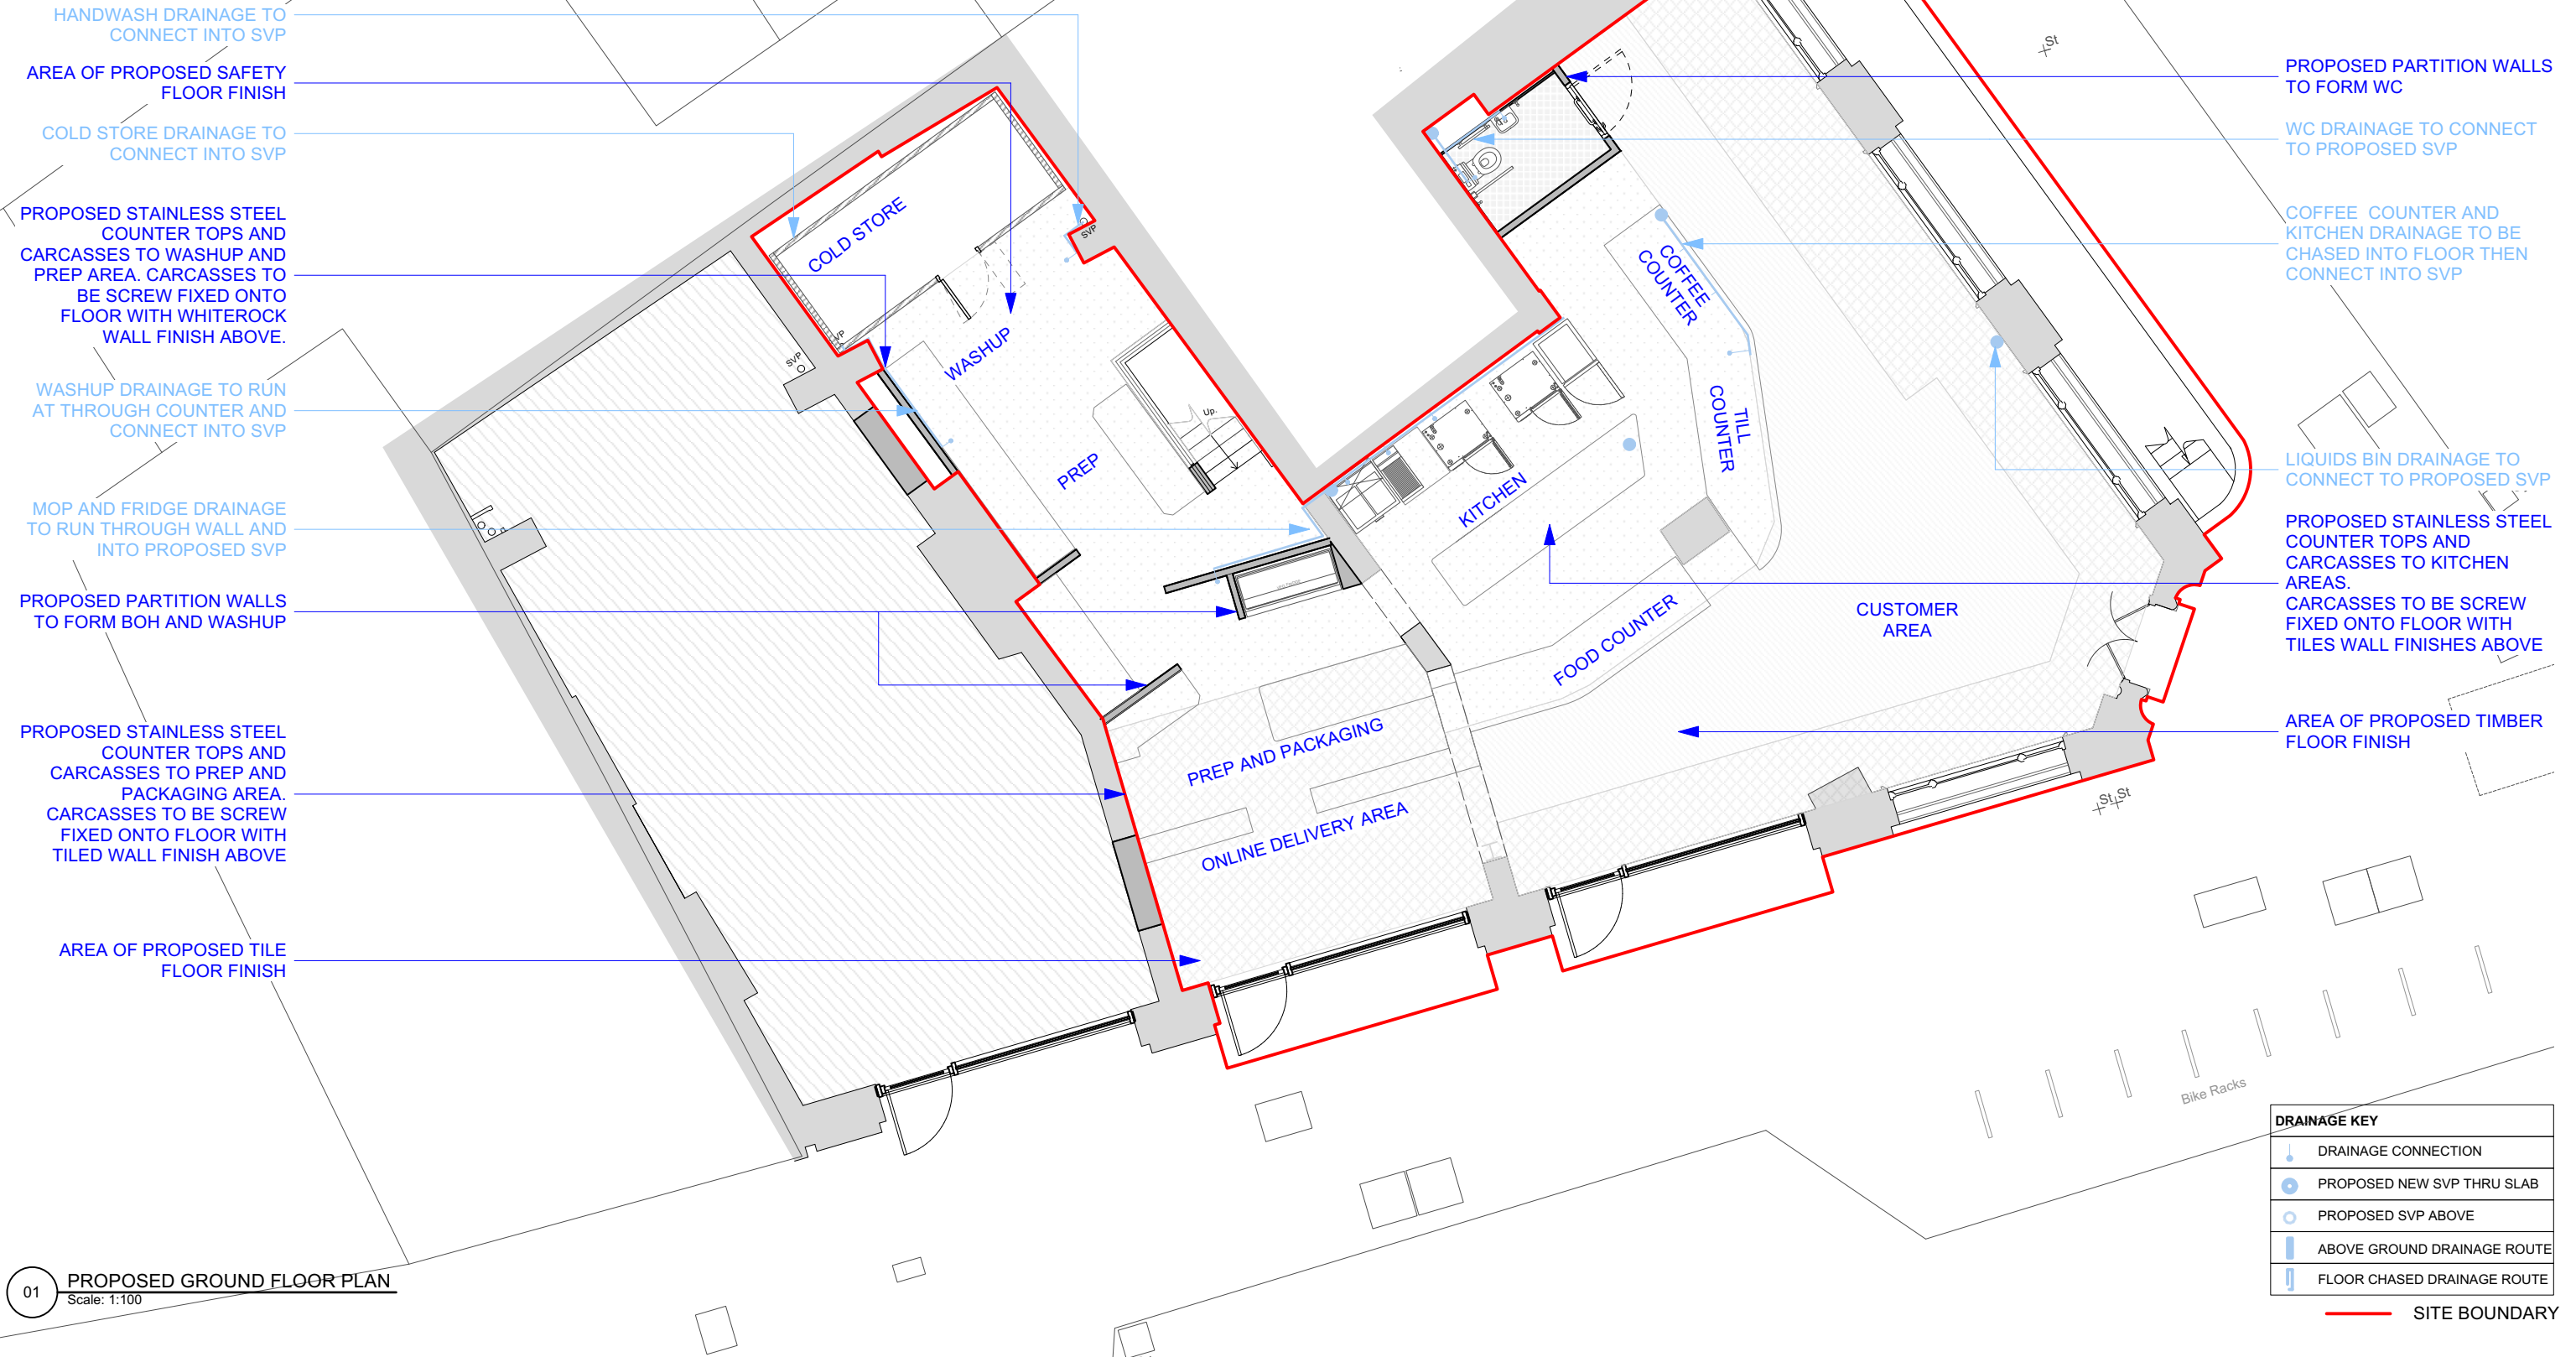 HANDWASH DRAINAGE TO
CONNECT INTO SVP
AREA OF PROPOSED SAFETY
FLOOR FINISH
COLD STORE DRAINAGE TO
CONNECT INTO SVP
PROPOSED STAINLESS STEEL
COUNTER TOPS AND
CARCASSES TO WASHUP AND
PREP AREA. CARCASSES TO
BE SCREW FIXED ONTO
FLOOR WITH WHITEROCK
WALL FINISH ABOVE.
WASHUP DRAINAGE TO RUN
AT THROUGH COUNTER AND
CONNECT INTO SVP
MOP AND FRIDGE DRAINAGE
TO RUN THROUGH WALL AND
INTO PROPOSED SVP
PROPOSED PARTITION WALLS
TO FORM BOH AND WASHUP
PROPOSED STAINLESS STEEL
COUNTER TOPS AND
CARCASSES TO PREP AND
PACKAGING AREA.
CARCASSES TO BE SCREW
FIXED ONTO FLOOR WITH
TILED WALL FINISH ABOVE
AREA OF PROPOSED TILE
FLOOR FINISH
COLD STORE
SVP
SVP
WASHUP
PREP
Up
KITCHEN
COFFEE
COUNTER
TILL
COUNTER
FOOD COUNTER
CUSTOMER
AREA
PREP AND PACKAGING
ONLINE DELIVERY AREA
St
St
St
Bike Racks
PROPOSED PARTITION WALLS
TO FORM WC
WC DRAINAGE TO CONNECT
TO PROPOSED SVP
COFFEE COUNTER AND
KITCHEN DRAINAGE TO BE
CHASED INTO FLOOR THEN
CONNECT INTO SVP
LIQUIDS BIN DRAINAGE TO
CONNECT TO PROPOSED SVP
PROPOSED STAINLESS STEEL
COUNTER TOPS AND
CARCASSES TO KITCHEN
AREAS.
CARCASSES TO BE SCREW
FIXED ONTO FLOOR WITH
TILES WALL FINISHES ABOVE
AREA OF PROPOSED TIMBER
FLOOR FINISH
DRAINAGE KEY
DRAINAGE CONNECTION
PROPOSED NEW SVP THRU SLAB
PROPOSED SVP ABOVE
ABOVE GROUND DRAINAGE ROUTE
FLOOR CHASED DRAINAGE ROUTE
SITE BOUNDARY
01
PROPOSED GROUND FLOOR PLAN
Scale: 1:100